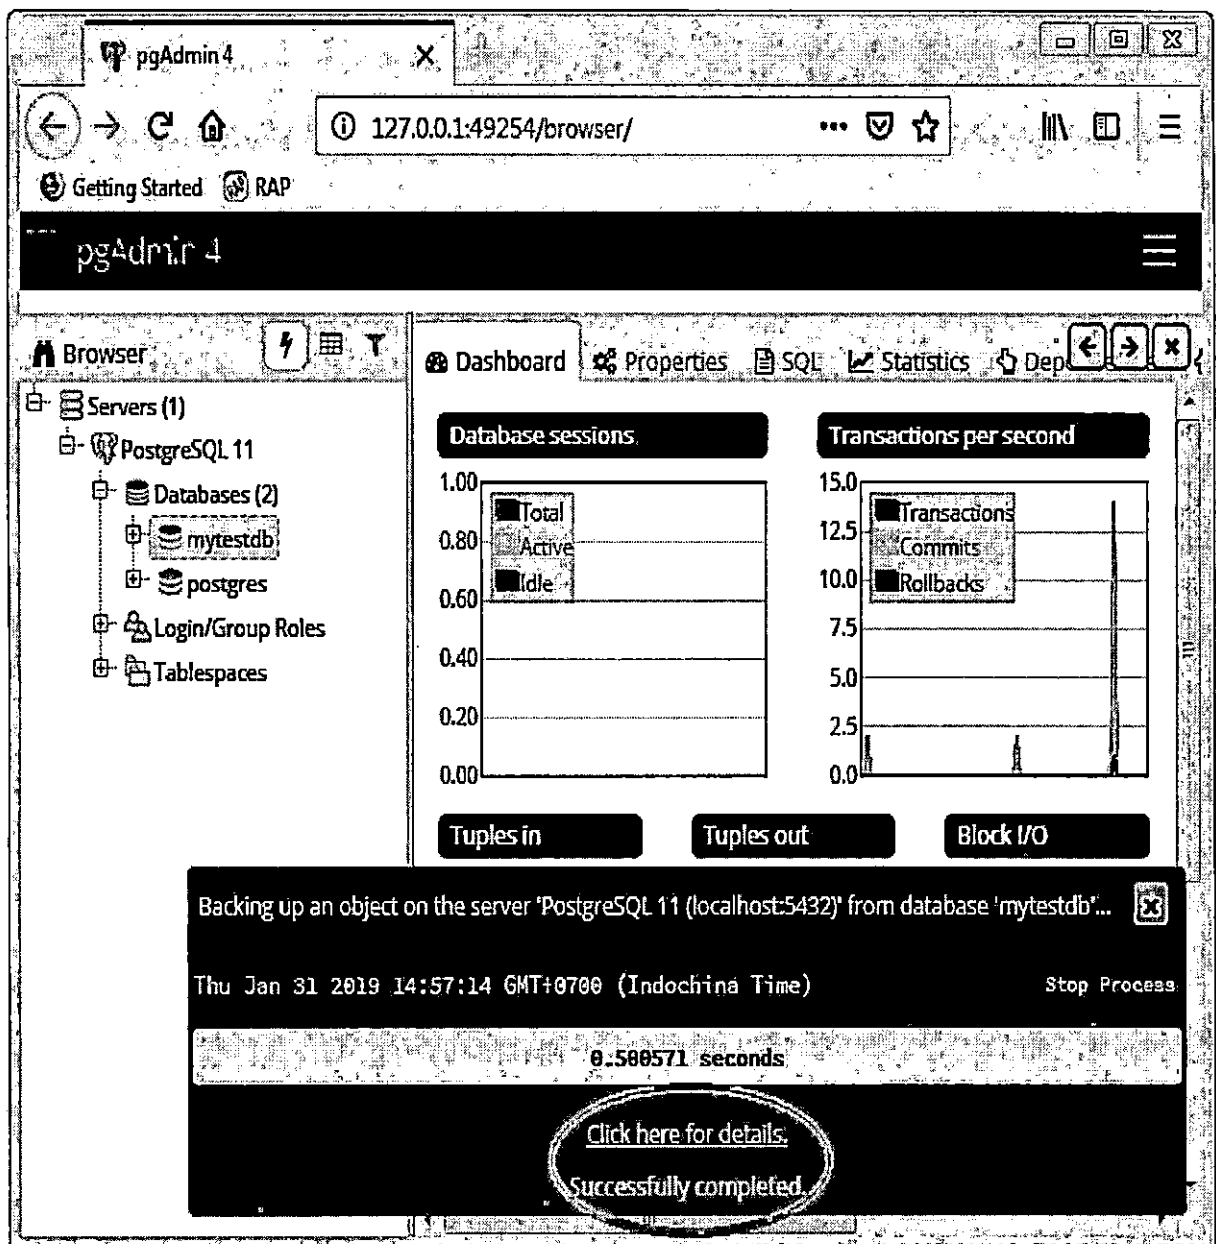 pgAdmin 4
127.0.0.1:49254/browser/
Getting Started RAP
pgAdmin 4
Browser
Dashboard Properties SQL Statistics Dep
Servers (1)
PostgreSQL 11
Databases (2)
mytestdb
postgres
Login/Group Roles
Tablespaces
Database sessions
1.00
0.80
0.60
0.40
0.20
0.00
Total
Active
Idle
Transactions per second
15.0
12.5
10.0
7.5
5.0
2.5
0.0
Transactions
Commits
Rollbacks
Tuples in Tuples out Block I/O
Backing up an object on the server 'PostgreSQL 11 (localhost:5432)' from database 'mytestdb'...
Thu Jan 31 2019 14:57:14 GMT+0700 (Indochina Time) Stop Process
0.500571 seconds
Click here for details.
Successfully completed.